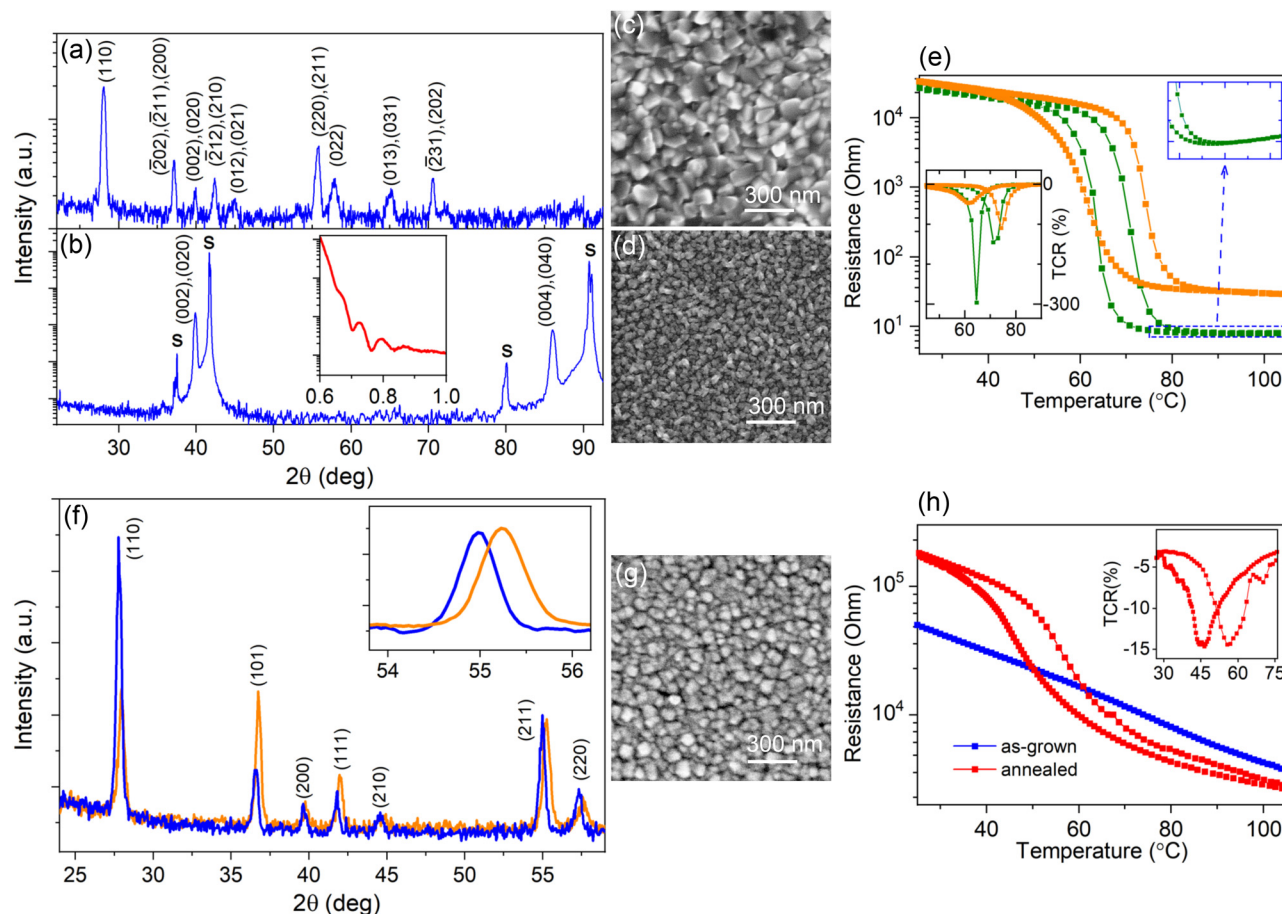 (a)
Intensity (a.u.)
(110)
(2̅02),(2̅11),(200)
(002),(020)
(2̅12),(210)
(012),(021)
(220),(211)
(022)
(013),(031)
(2̅31),(202)
(b)
Intensity (a.u.)
S
(002),(020)
S
S
(004),(040)
S
0.6 0.8 1.0
30 40 50 60 70 80 90
2θ (deg)
(c)
300 nm
(d)
300 nm
(e)
Resistance (Ohm)
10⁴
10³
10²
10¹
0
TCR (%)
-300
60 80
40 60 80 100
Temperature (°C)
(f)
Intensity (a.u.)
(110)
(101)
(200)
(111)
(210)
(211)
(220)
54 55 56
25 30 35 40 45 50 55
2θ (deg)
(g)
300 nm
(h)
Resistance (Ohm)
10⁵
10⁴
TCR(%)
-5
-10
-15
30 45 60 75
as-grown
annealed
40 60 80 100
Temperature (°C)